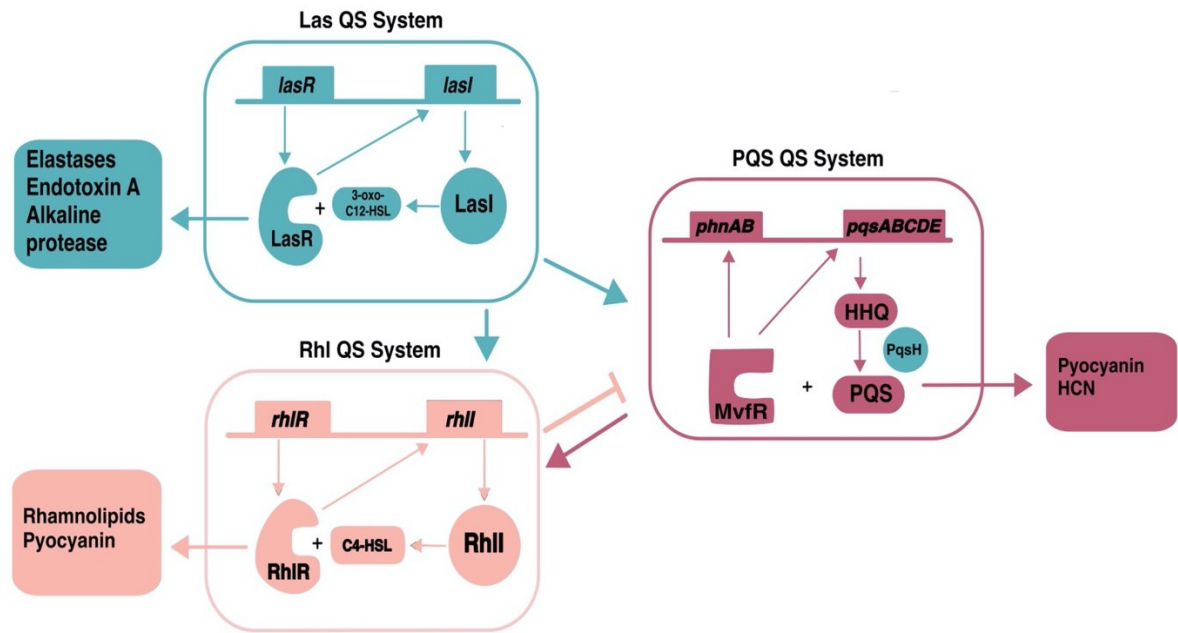 Las QS System
lasR
lasI
Elastases
Endotoxin A
Alkaline
protease
LasR
+
3-oxo-
C12-HSL
LasI
PQS QS System
phnAB
pqsABCDE
HHQ
PqsH
MvfR
+
PQS
Pyocyanin
HCN
Rhl QS System
rhlR
rhlI
Rhamnolipids
Pyocyanin
RhlR
+
C4-HSL
RhlI